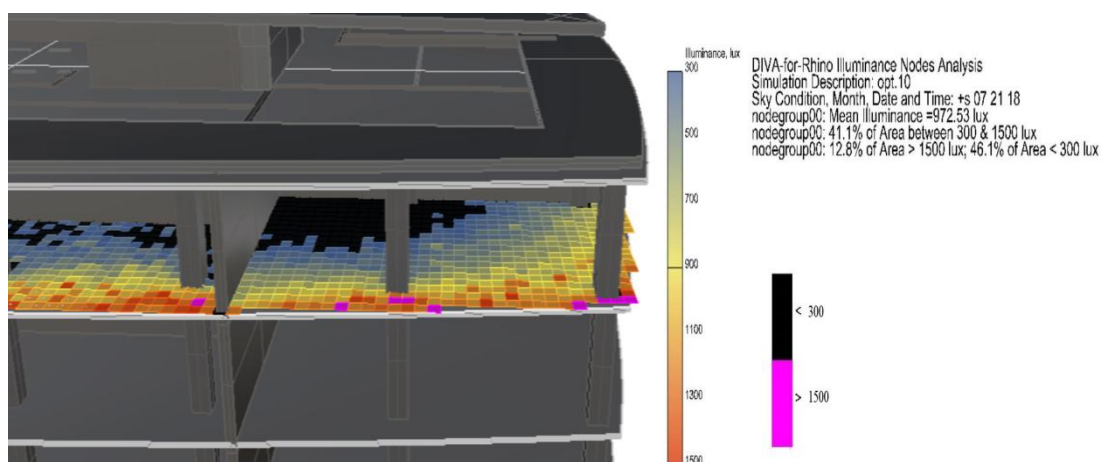 Illuminance, lux
300
500
700
900
1100
1300
1500
DIVA-for-Rhino Illuminance Nodes Analysis
Simulation Description: opt.10
Sky Condition, Month, Date and Time: +s 07 21 18
nodegroup00: Mean Illuminance =972.53 lux
nodegroup00: 41.1% of Area between 300 & 1500 lux
nodegroup00: 12.8% of Area > 1500 lux; 46.1% of Area < 300 lux
< 300
> 1500